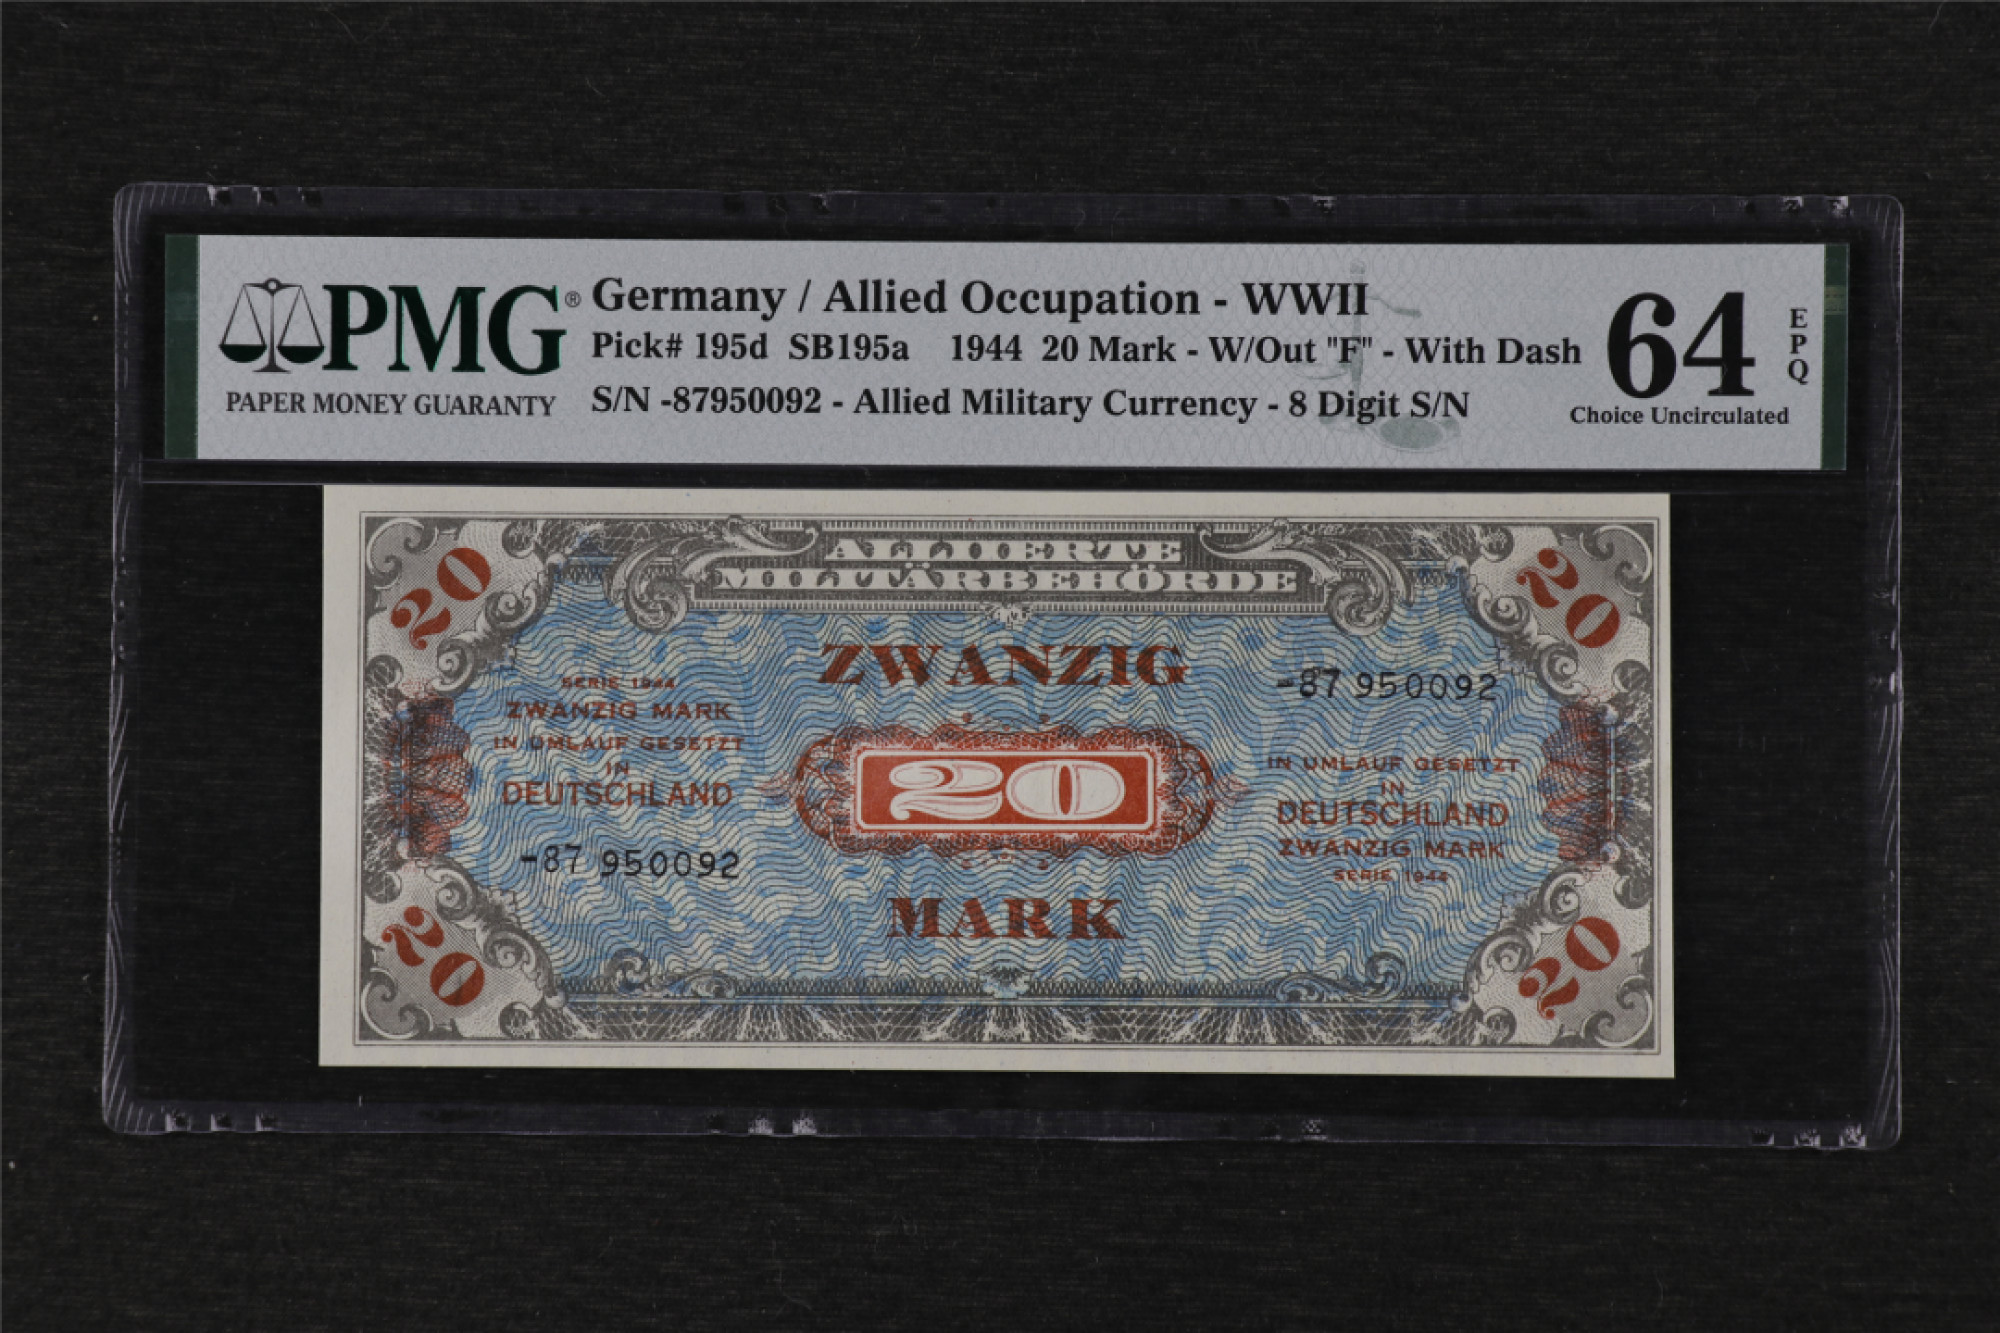 PMG®
PAPER MONEY GUARANTY
Germany / Allied Occupation - WWII
Pick# 195d SB195a 1944 20 Mark - W/Out "F" - With Dash
S/N -87950092 - Allied Military Currency - 8 Digit S/N
64
EPQ
Choice Uncirculated
20
ALLIIERTE
MILITÄRBEHÖRDE
20
ZWANZIG
SERIE 1944
ZWANZIG MARK
IN UMLAUF GESETZT
IN
DEUTSCHLAND
-87 950092
20
-87 950092
IN UMLAUF GESETZT
IN
DEUTSCHLAND
ZWANZIG MARK
SERIE 1944
MARK
20
20